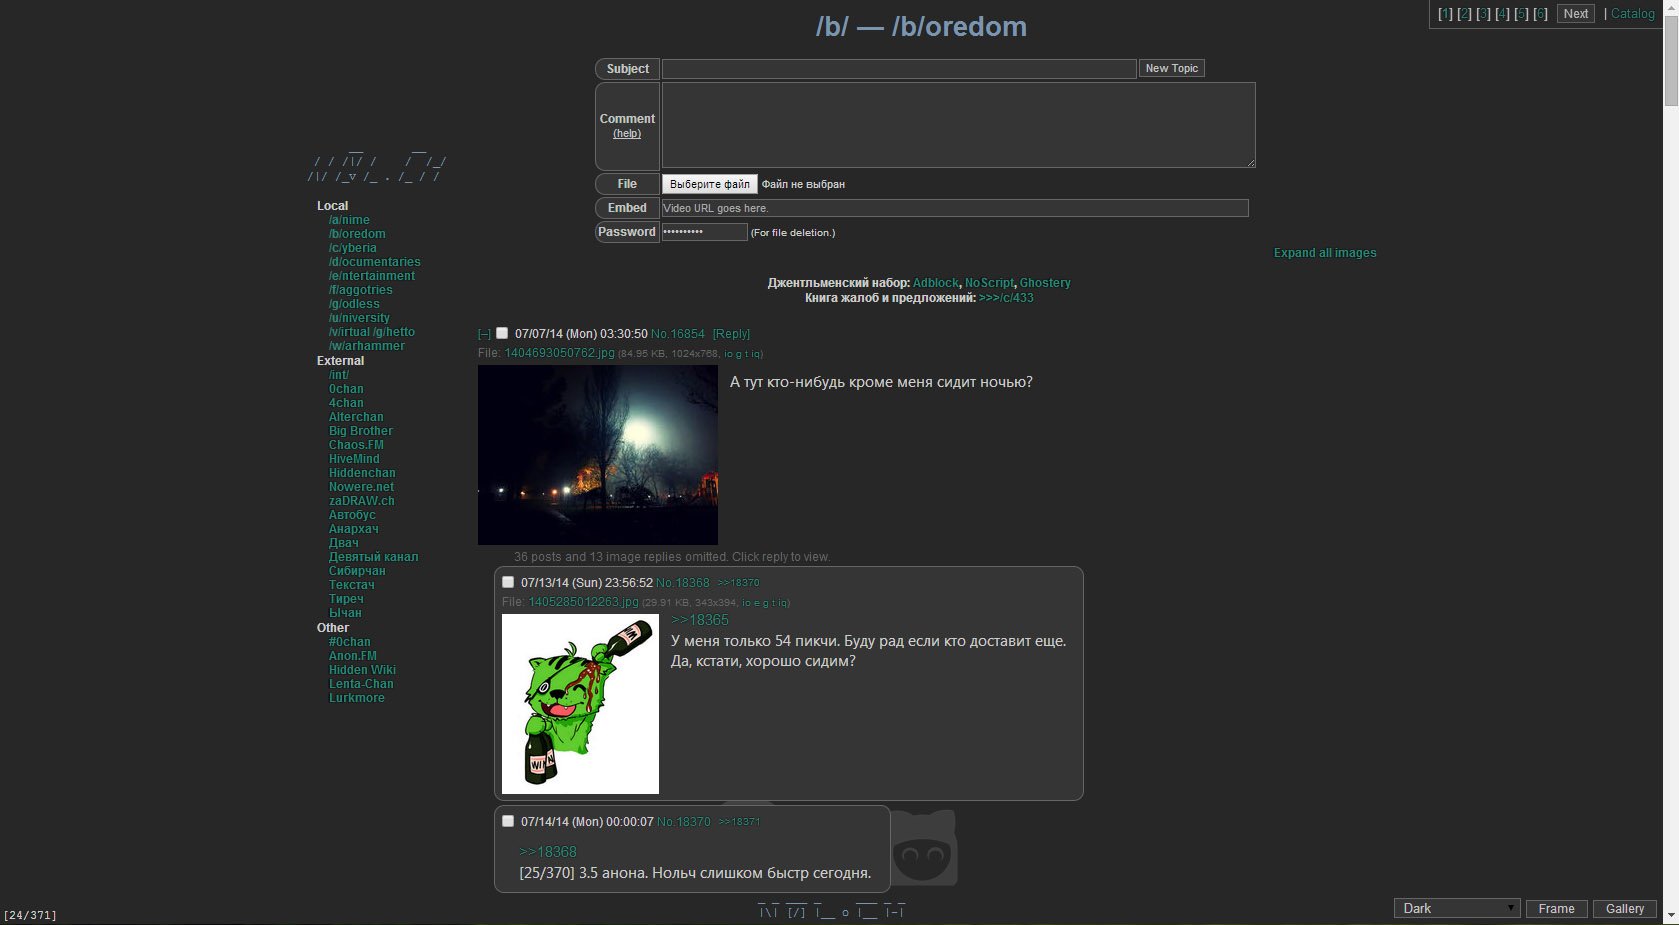 /b/ — /b/oredom
[1] [2] [3] [4] [5] [6] Next | Catalog
Subject
New Topic
Comment
(help)
File Выберите файл Файл не выбран
Embed Video URL goes here.
Password •••••••••• (For file deletion.)
Expand all images
Джентльменский набор: Adblock, NoScript, Ghostery
Книга жалоб и предложений: >>>/c/433
Local
/a/nime
/b/oredom
/c/yberia
/d/ocumentaries
/e/ntertainment
/f/aggotries
/g/odless
/u/niversity
/v/irtual /g/hetto
/w/arhammer
External
/int/
0chan
4chan
Alterchan
Big Brother
Chaos.FM
HiveMind
Hiddenchan
Nowere.net
zaDRAW.ch
Автобус
Анархач
Двач
Девятый канал
Сибирчан
Текстач
Тиреч
Ычан
Other
#0chan
Anon.FM
Hidden Wiki
Lenta-Chan
Lurkmore
[–] 07/07/14 (Mon) 03:30:50 No.16854 [Reply]
File: 1404693050762.jpg (84.95 KB, 1024x768, io g t iq)
А тут кто-нибудь кроме меня сидит ночью?
36 posts and 13 image replies omitted. Click reply to view.
07/13/14 (Sun) 23:56:52 No.18368 >>18370
File: 1405285012263.jpg (29.91 KB, 343x394, io e g t iq)
>>18365
У меня только 54 пикчи. Буду рад если кто доставит еще.
Да, кстати, хорошо сидим?
WIN
WIN
07/14/14 (Mon) 00:00:07 No.18370 >>18371
>>18368
[25/370] 3.5 анона. Нольч слишком быстр сегодня.
[24/371]
Dark Frame Gallery